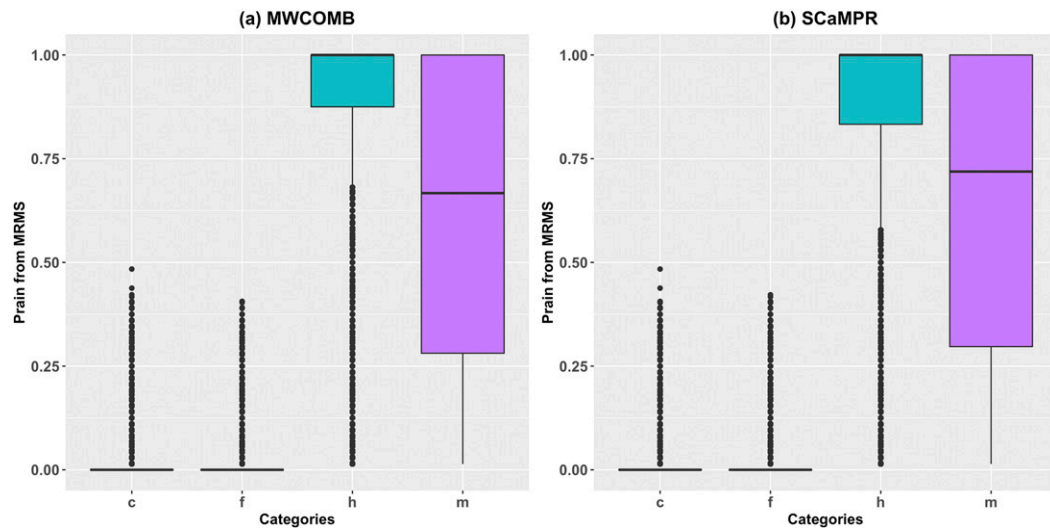 (a) MWCOMB
Prain from MRMS
1.00
0.75
0.50
0.25
0.00
c f h m
Categories
(b) SCaMPR
Prain from MRMS
1.00
0.75
0.50
0.25
0.00
c f h m
Categories